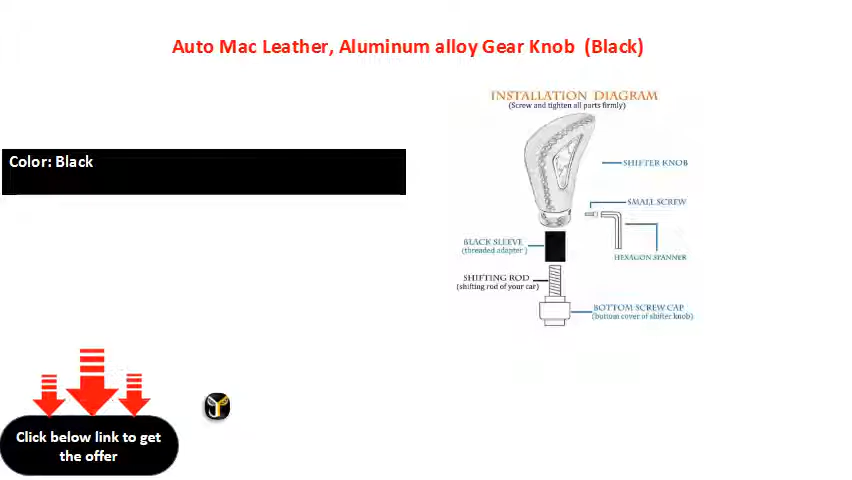 Auto Mac Leather, Aluminum alloy Gear Knob (Black)
INSTALLATION DIAGRAM
(Screw and tighten all parts firmly)
Color: Black
SHIFTER KNOB
SMALL SCREW
BLACK SLEEVE
(threaded adapter )
HEXAGON SPANNER
SHIFTING ROD
(shifting rod of your car)
BOTTOM SCREW CAP
(bottom cover of shifter knob)
Click below link to get
the offer